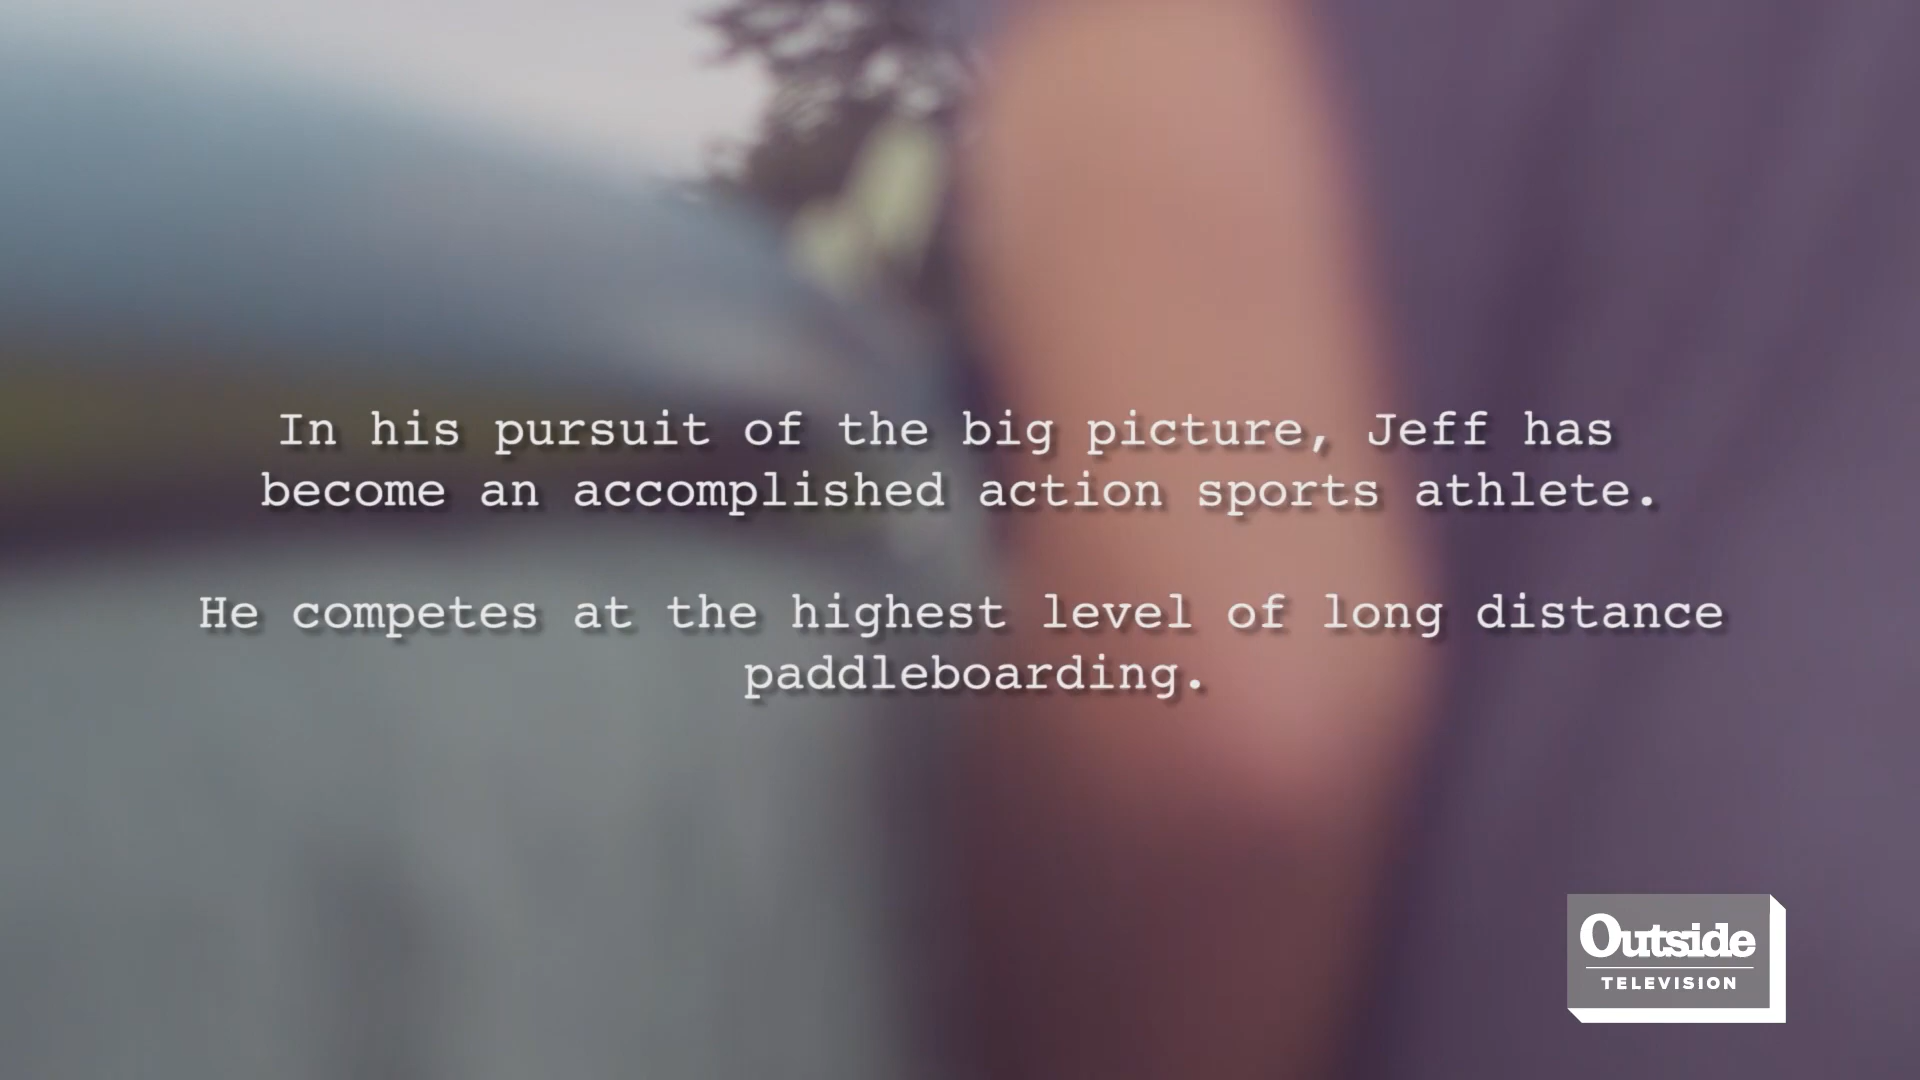 In his pursuit of the big picture, Jeff has
become an accomplished action sports athlete.
He competes at the highest level of long distance
paddleboarding.
Outside
TELEVISION